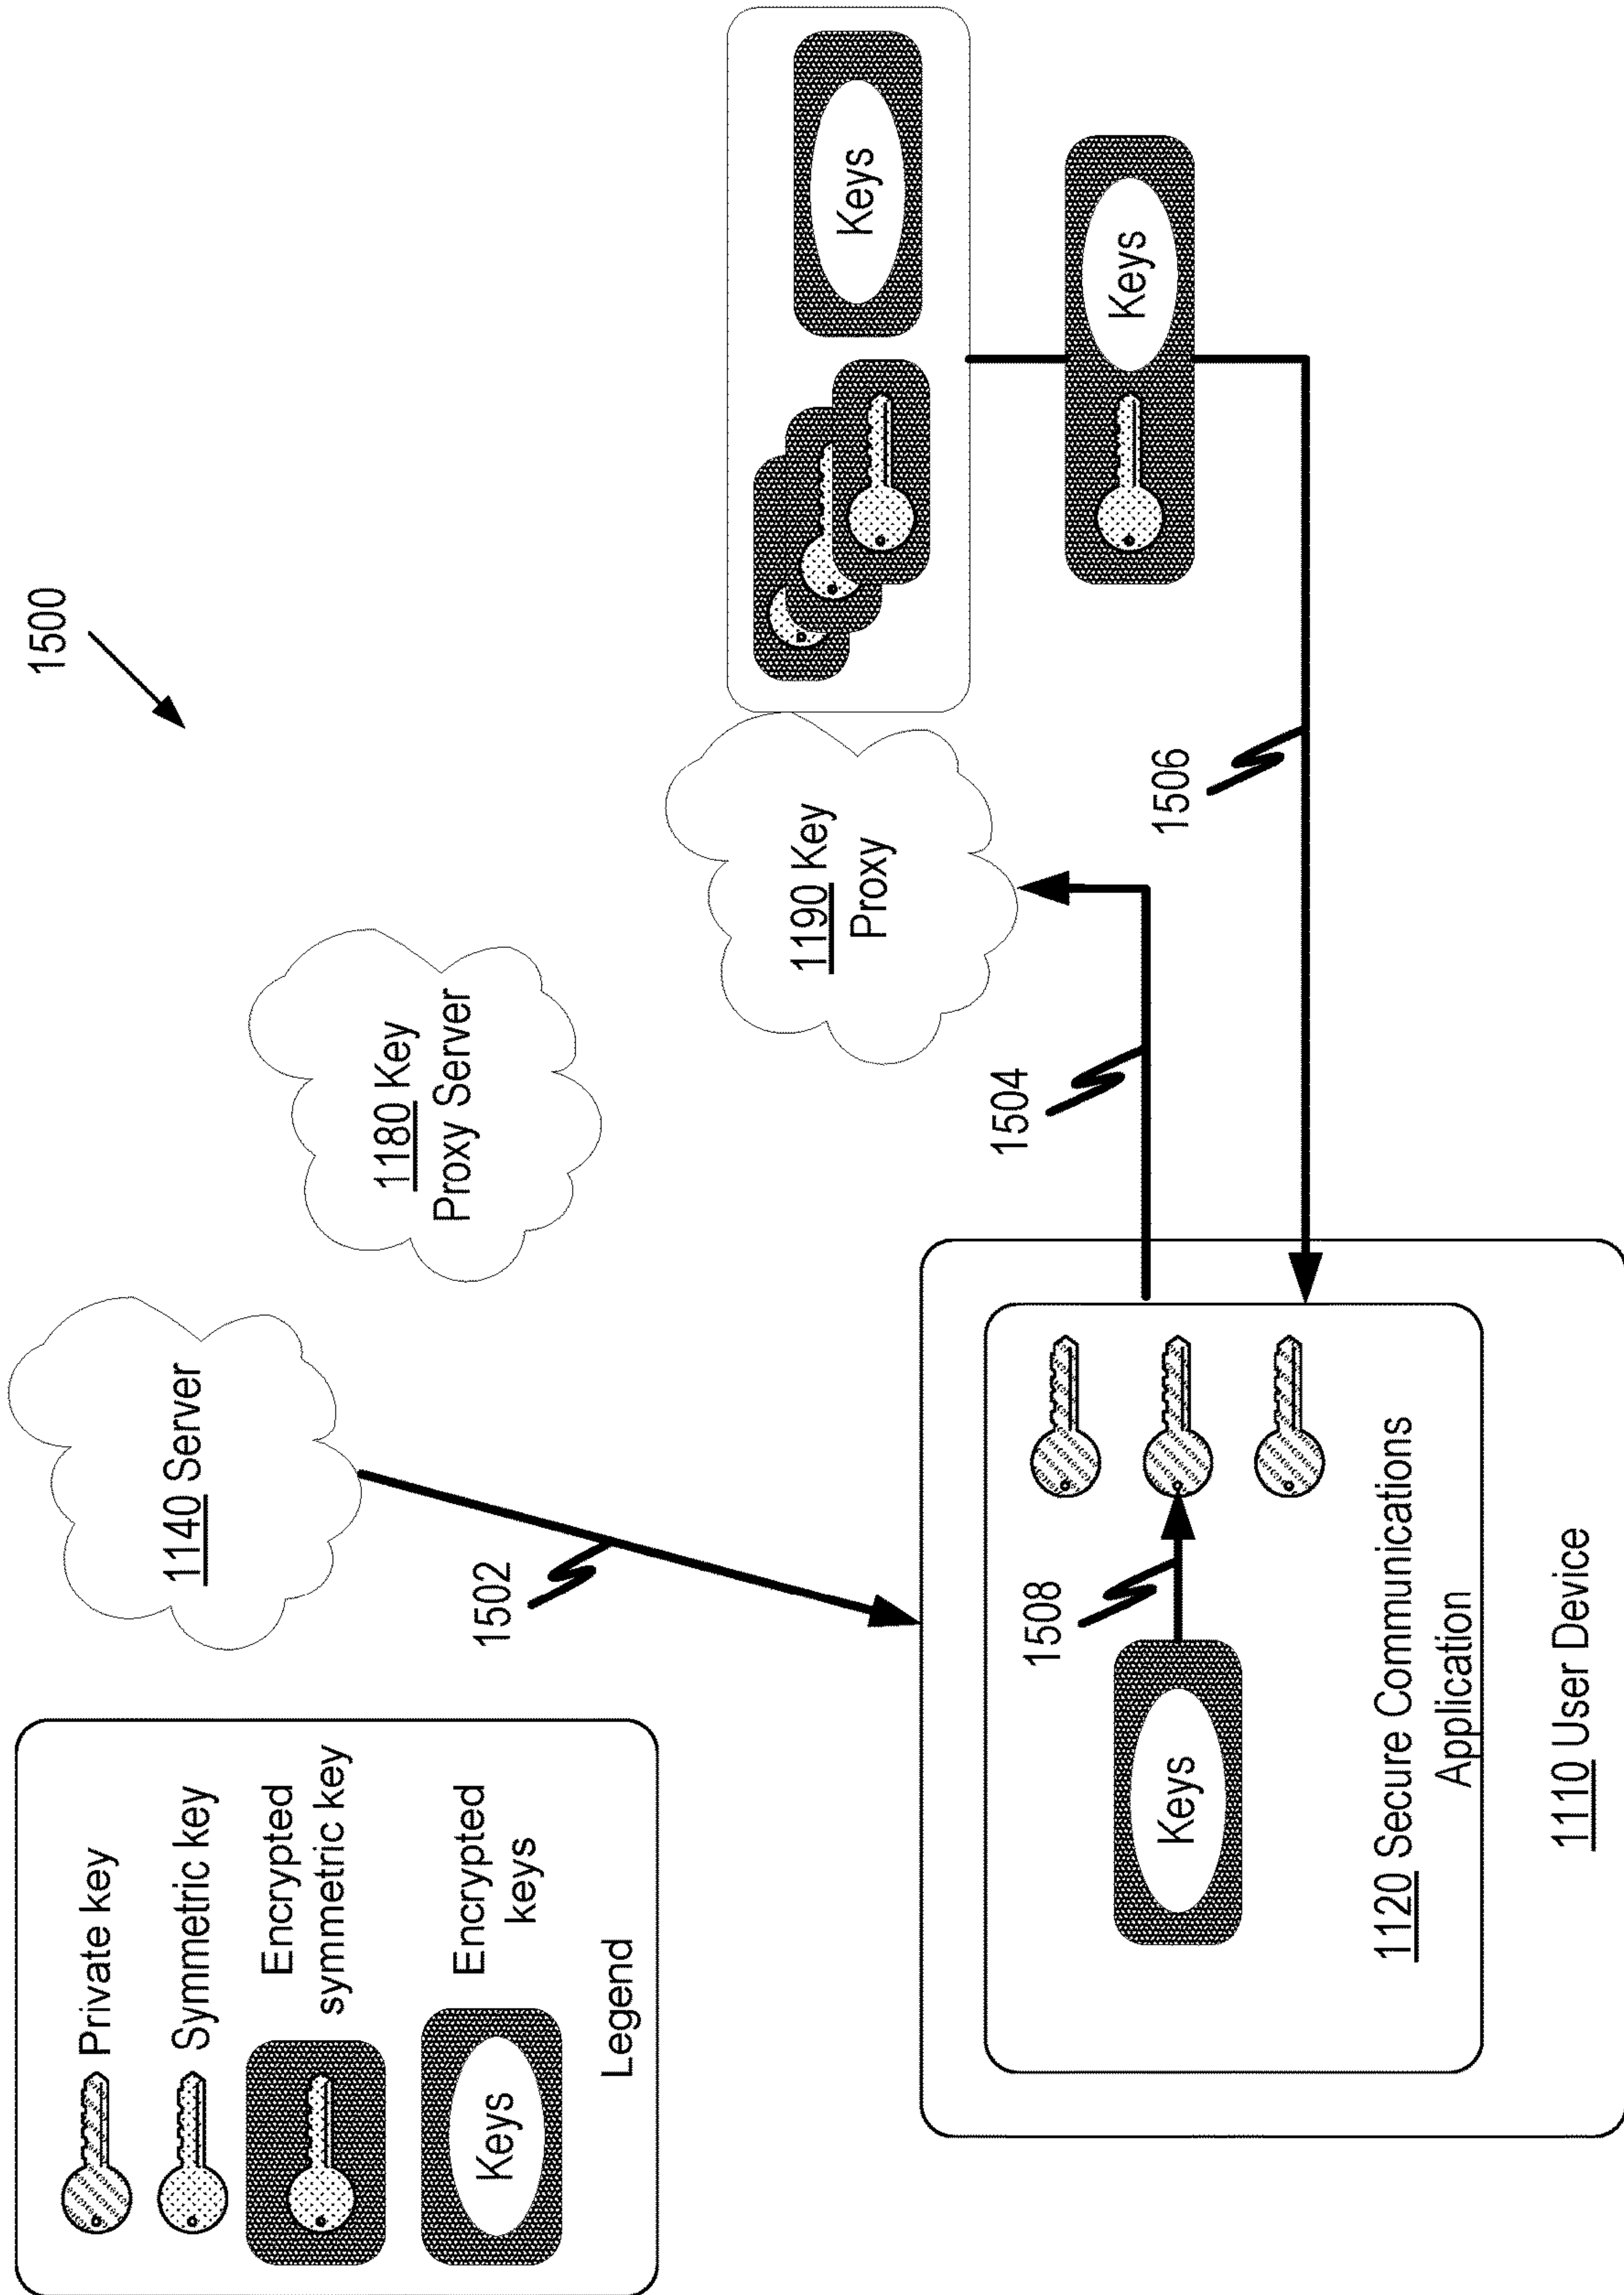 1500
Private key
Symmetric key
Encrypted
symmetric key
Keys
Encrypted
keys
Legend
1140 Server
1180 Key
Proxy Server
1190 Key
Proxy
Keys
Keys
1502
1504
1506
1508
Keys
1120 Secure Communications
Application
1110 User Device